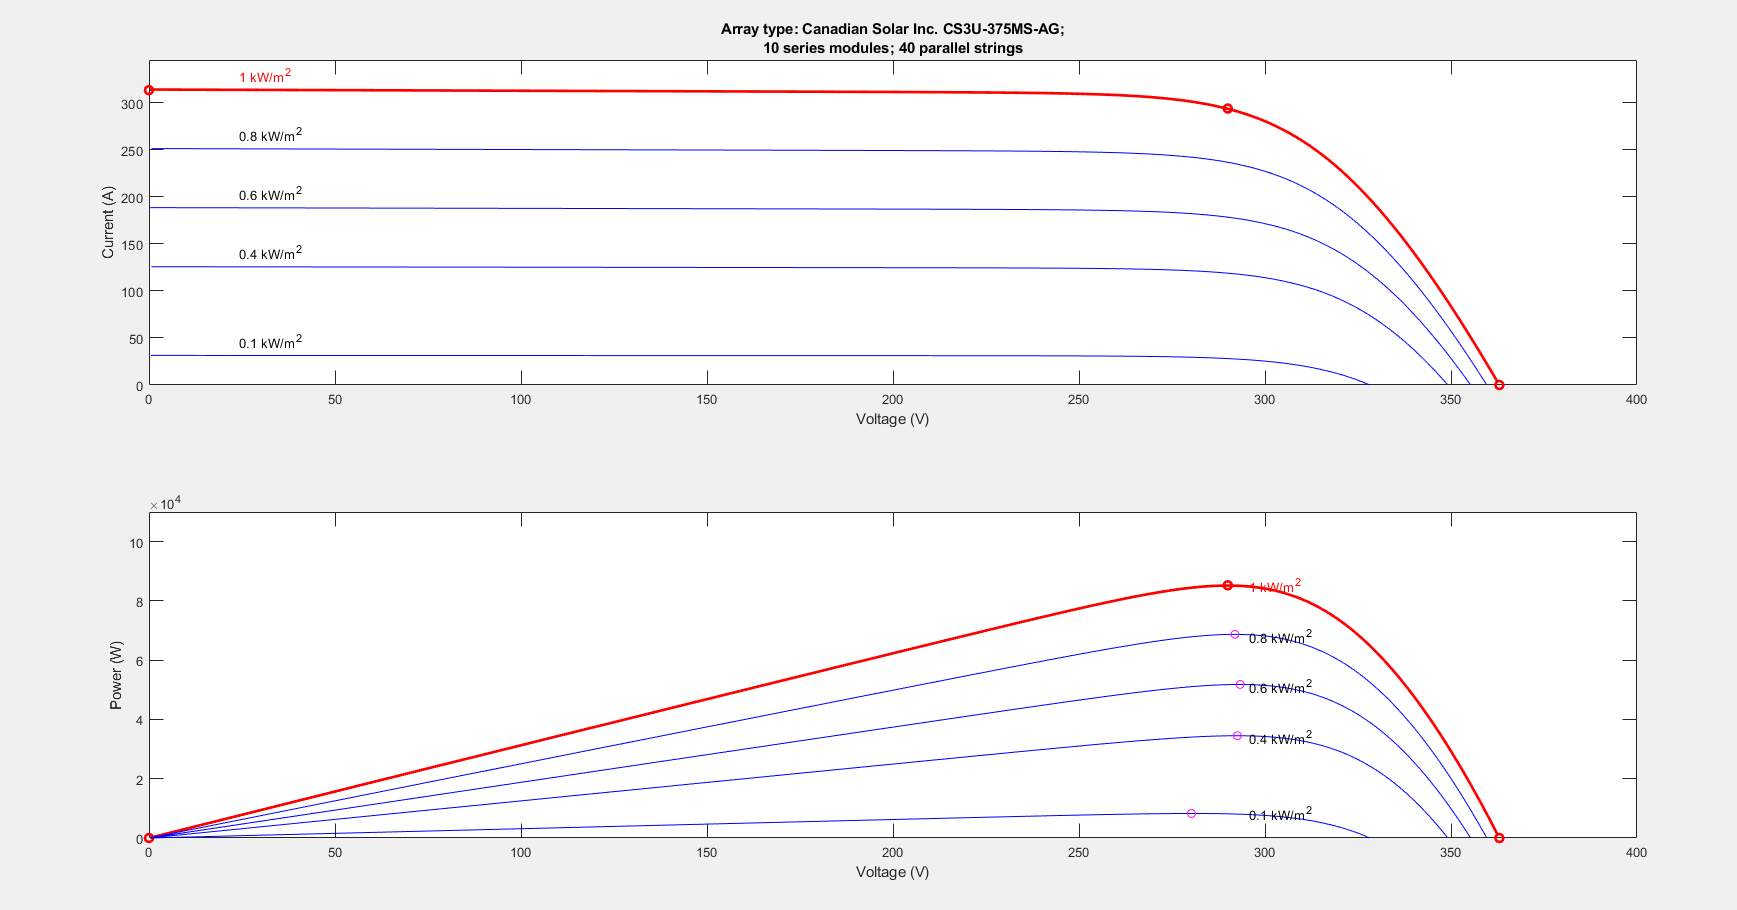 Array type: Canadian Solar Inc. CS3U-375MS-AG;
10 series modules; 40 parallel strings
1 kW/m2
300
0.8 kW/m2
250
0.6 kW/m2
200
Current (A)
0.4 kW/m2
150
100
0.1 kW/m2
50
0
0 50 100 150 200 250 300 350 400
Voltage (V)
×104
10
1 kW/m2
8
0.8 kW/m2
6
0.6 kW/m2
Power (W)
4
0.4 kW/m2
2
0.1 kW/m2
0
0 50 100 150 200 250 300 350 400
Voltage (V)